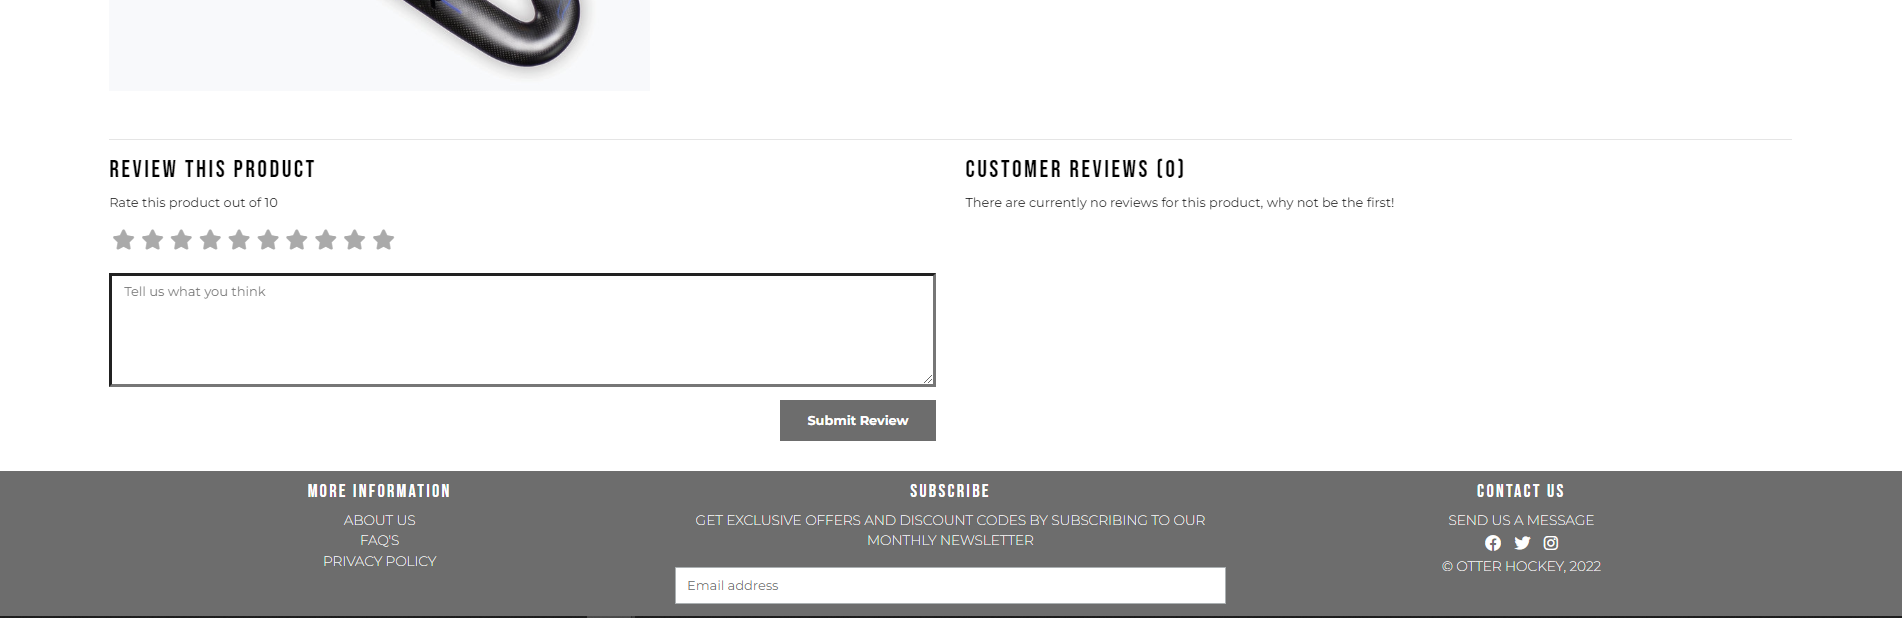 REVIEW THIS PRODUCT
Rate this product out of 10
Tell us what you think
Submit Review
CUSTOMER REVIEWS (0)
There are currently no reviews for this product, why not be the first!
MORE INFORMATION
ABOUT US
FAQ'S
PRIVACY POLICY
SUBSCRIBE
GET EXCLUSIVE OFFERS AND DISCOUNT CODES BY SUBSCRIBING TO OUR
MONTHLY NEWSLETTER
Email address
CONTACT US
SEND US A MESSAGE
© OTTER HOCKEY, 2022